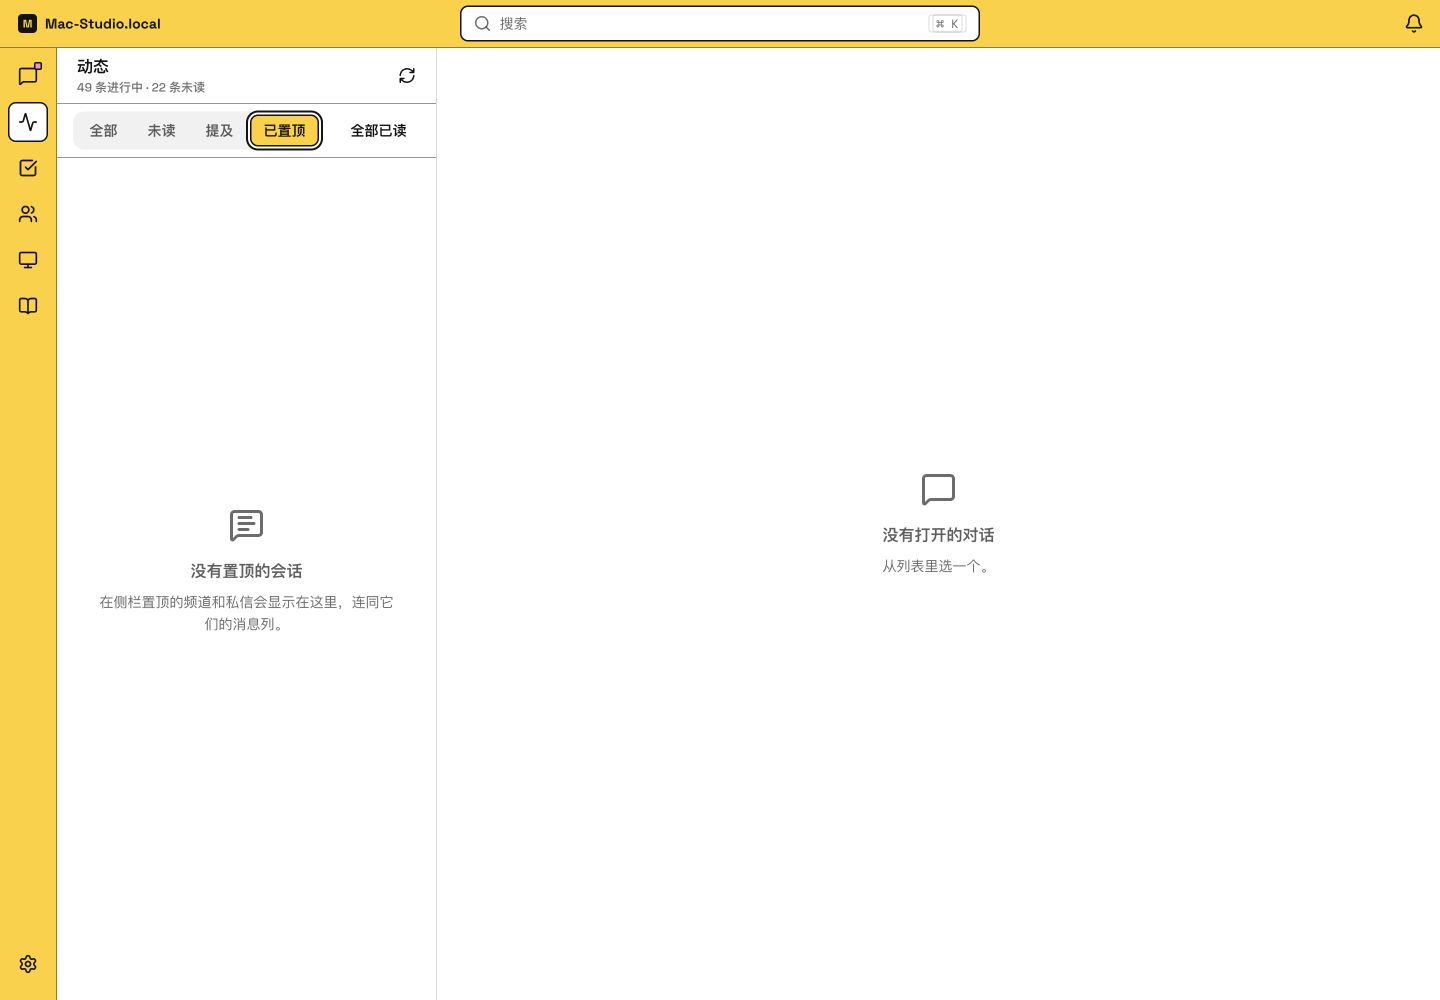 M Mac-Studio.local
搜索
⌘ K
动态
49 条进行中 · 22 条未读
全部 未读 提及 已置顶 全部已读
没有置顶的会话
在侧栏置顶的频道和私信会显示在这里，连同它
们的消息列。
没有打开的对话
从列表里选一个。